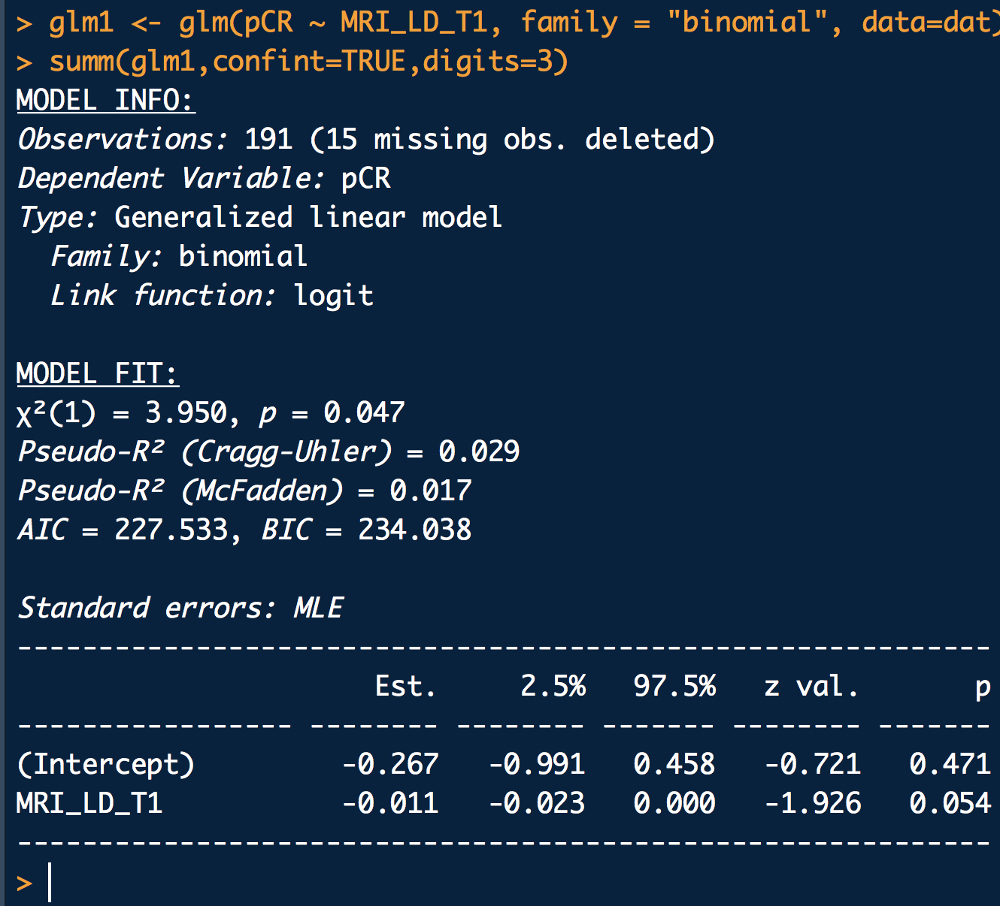 > glm1 <- glm(pCR ~ MRI_LD_T1, family = "binomial", data=dat)
> summ(glm1,confint=TRUE,digits=3)
MODEL INFO:
Observations: 191 (15 missing obs. deleted)
Dependent Variable: pCR
Type: Generalized linear model
  Family: binomial
  Link function: logit

MODEL FIT:
χ²(1) = 3.950, p = 0.047
Pseudo-R² (Cragg-Uhler) = 0.029
Pseudo-R² (McFadden) = 0.017
AIC = 227.533, BIC = 234.038

Standard errors: MLE
------------------------------------------------------------
                      Est.     2.5%   97.5%   z val.       p
----------------- -------- -------- ------- -------- -------
(Intercept)         -0.267   -0.991   0.458   -0.721   0.471
MRI_LD_T1           -0.011   -0.023   0.000   -1.926   0.054
------------------------------------------------------------
>